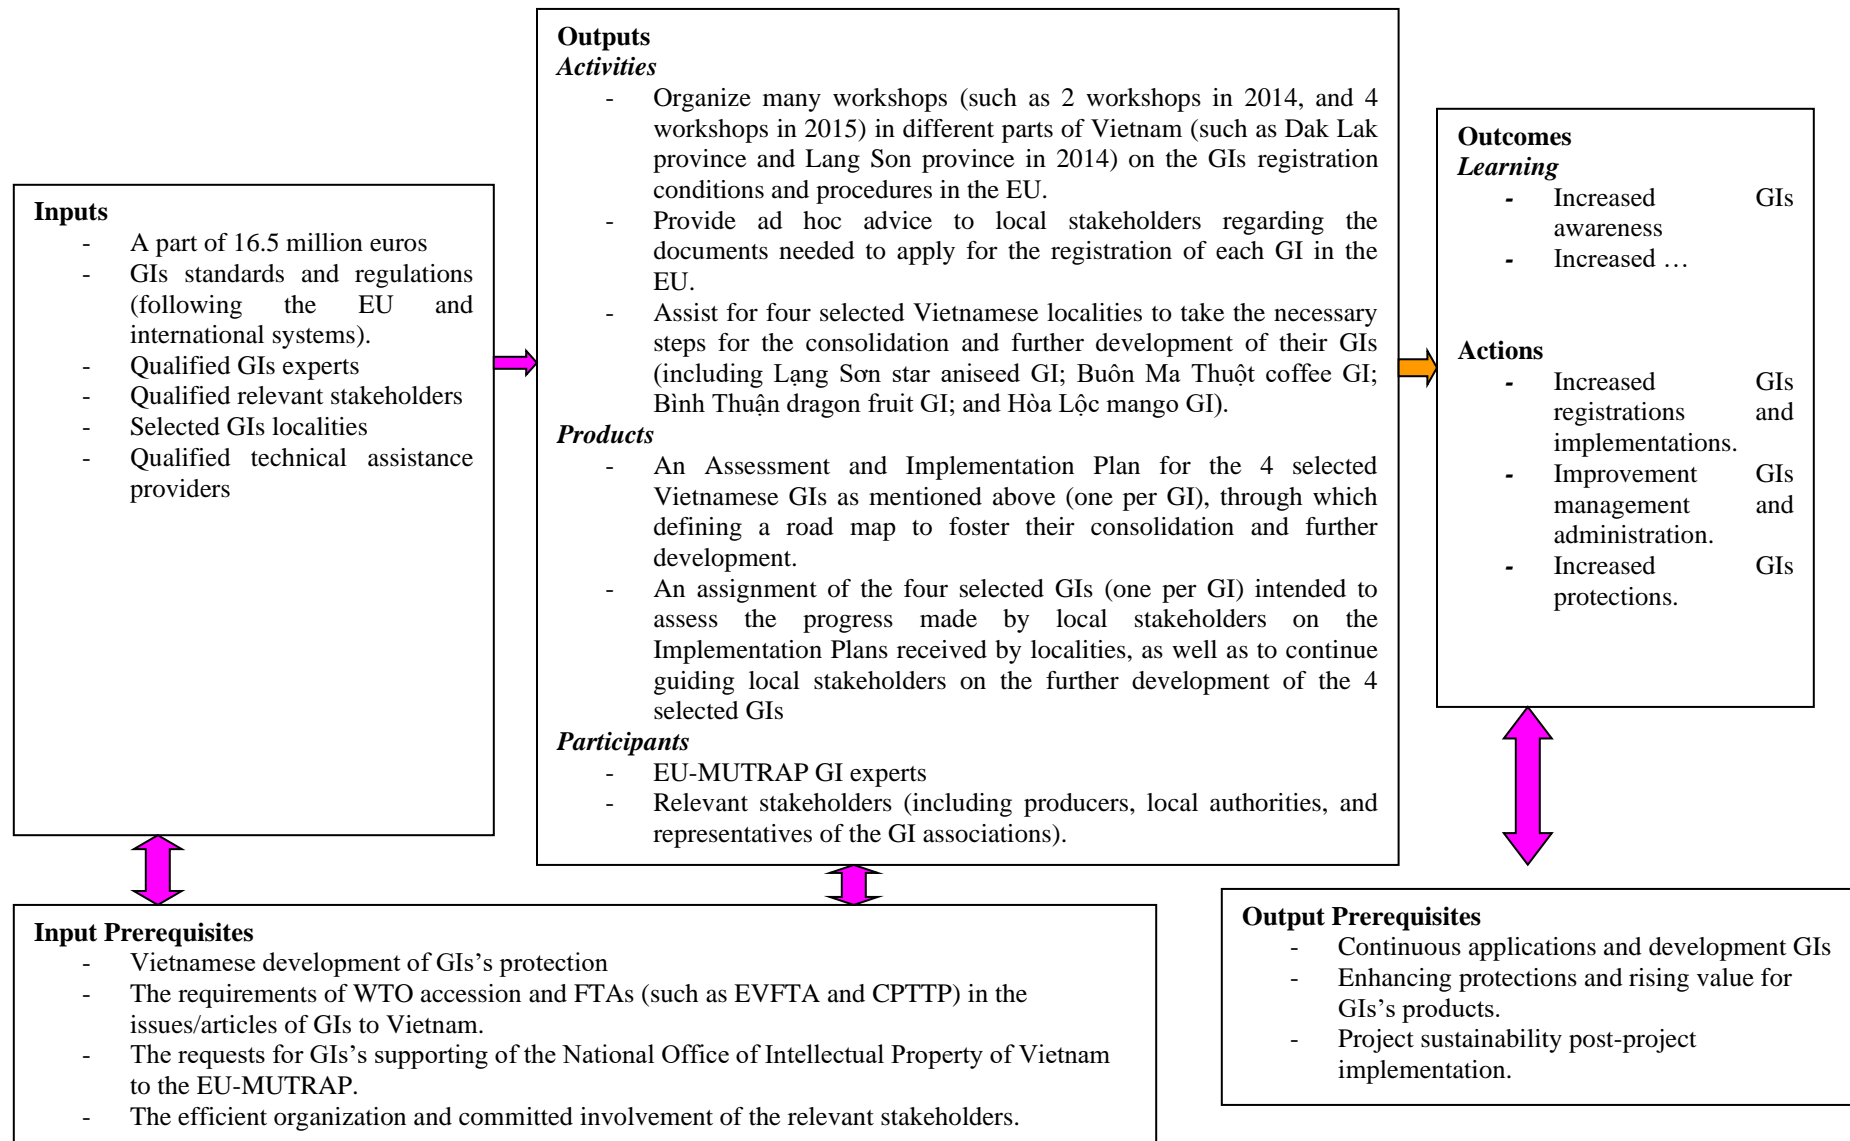 Inputs
- A part of 16.5 million euros
- GIs standards and regulations
(following the EU and
international systems).
- Qualified GIs experts
- Qualified relevant stakeholders
- Selected GIs localities
- Qualified technical assistance
providers
Outputs
Activities
- Organize many workshops (such as 2 workshops in 2014, and 4
workshops in 2015) in different parts of Vietnam (such as Dak Lak
province and Lang Son province in 2014) on the GIs registration
conditions and procedures in the EU.
- Provide ad hoc advice to local stakeholders regarding the
documents needed to apply for the registration of each GI in the
EU.
- Assist for four selected Vietnamese localities to take the necessary
steps for the consolidation and further development of their GIs
(including Lạng Sơn star aniseed GI; Buôn Ma Thuột coffee GI;
Bình Thuận dragon fruit GI; and Hòa Lộc mango GI).
Products
- An Assessment and Implementation Plan for the 4 selected
Vietnamese GIs as mentioned above (one per GI), through which
defining a road map to foster their consolidation and further
development.
- An assignment of the four selected GIs (one per GI) intended to
assess the progress made by local stakeholders on the
Implementation Plans received by localities, as well as to continue
guiding local stakeholders on the further development of the 4
selected GIs
Participants
- EU-MUTRAP GI experts
- Relevant stakeholders (including producers, local authorities, and
representatives of the GI associations).
Outcomes
Learning
- Increased GIs
awareness
- Increased …
Actions
- Increased GIs
registrations and
implementations.
- Improvement GIs
management and
administration.
- Increased GIs
protections.
Input Prerequisites
- Vietnamese development of GIs’s protection
- The requirements of WTO accession and FTAs (such as EVFTA and CPTTP) in the
issues/articles of GIs to Vietnam.
- The requests for GIs’s supporting of the National Office of Intellectual Property of Vietnam
to the EU-MUTRAP.
- The efficient organization and committed involvement of the relevant stakeholders.
Output Prerequisites
- Continuous applications and development GIs
- Enhancing protections and rising value for
GIs’s products.
- Project sustainability post-project
implementation.